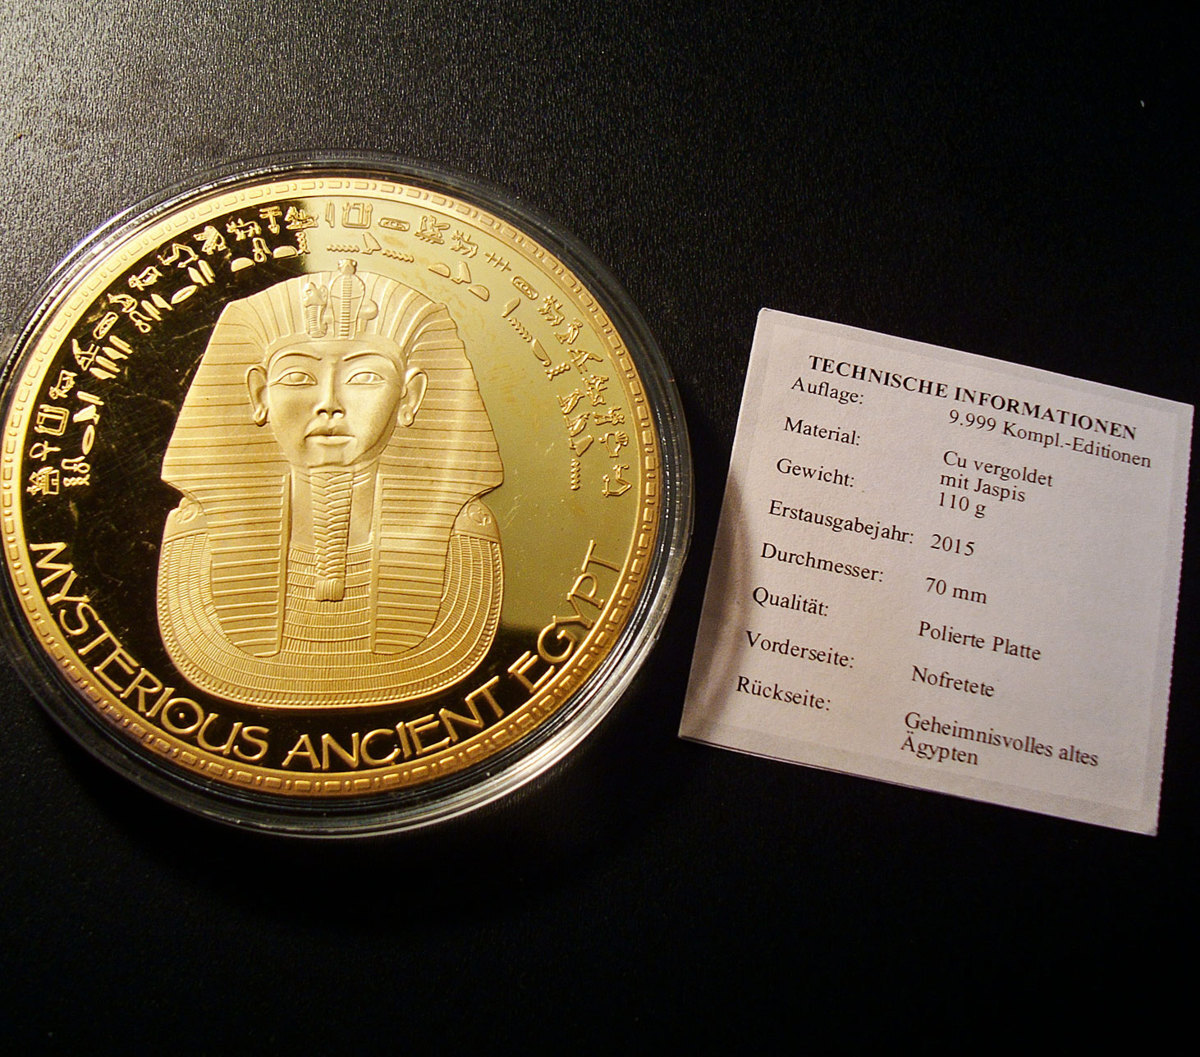 MYSTERIOUS ANCIENT EGYPT
TECHNISCHE INFORMATIONEN
Auflage: 9.999 Kompl.-Editionen
Material: Cu vergoldet
mit Jaspis
Gewicht: 110 g
Erstausgabejahr: 2015
Durchmesser: 70 mm
Qualität: Polierte Platte
Vorderseite: Nofretete
Rückseite: Geheimnisvolles altes
Ägypten